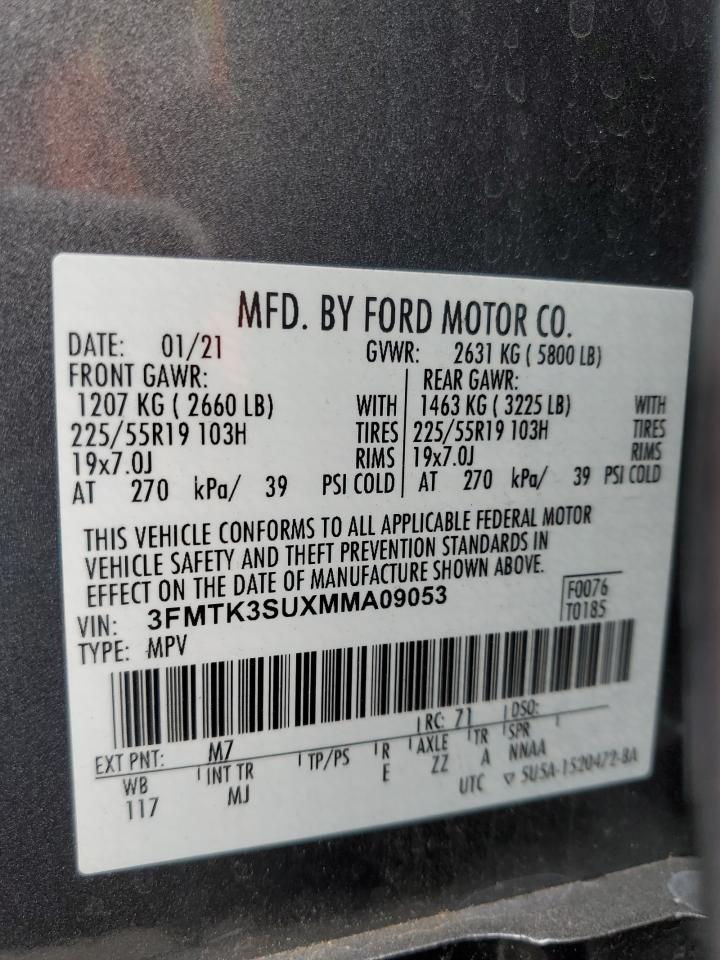 MFD. BY FORD MOTOR CO.
DATE: 01/21 GVWR: 2631 KG ( 5800 LB)
FRONT GAWR: REAR GAWR:
1207 KG ( 2660 LB) WITH 1463 KG ( 3225 LB) WITH
225/55R19 103H TIRES 225/55R19 103H TIRES
19x7.0J RIMS 19x7.0J RIMS
AT 270 kPa/ 39 PSI COLD AT 270 kPa/ 39 PSI COLD
THIS VEHICLE CONFORMS TO ALL APPLICABLE FEDERAL MOTOR
VEHICLE SAFETY AND THEFT PREVENTION STANDARDS IN
EFFECT ON THE DATE OF MANUFACTURE SHOWN ABOVE.
VIN: 3FMTK3SUXMMA09053 F0076
TYPE: MPV T0185
EXT PNT: M7 RC: 71 DSO:
WB INT TR TP/PS R AXLE TR SPR
117 MJ E ZZ A NNAA
UTC ▽ SU5A-1520472-BA